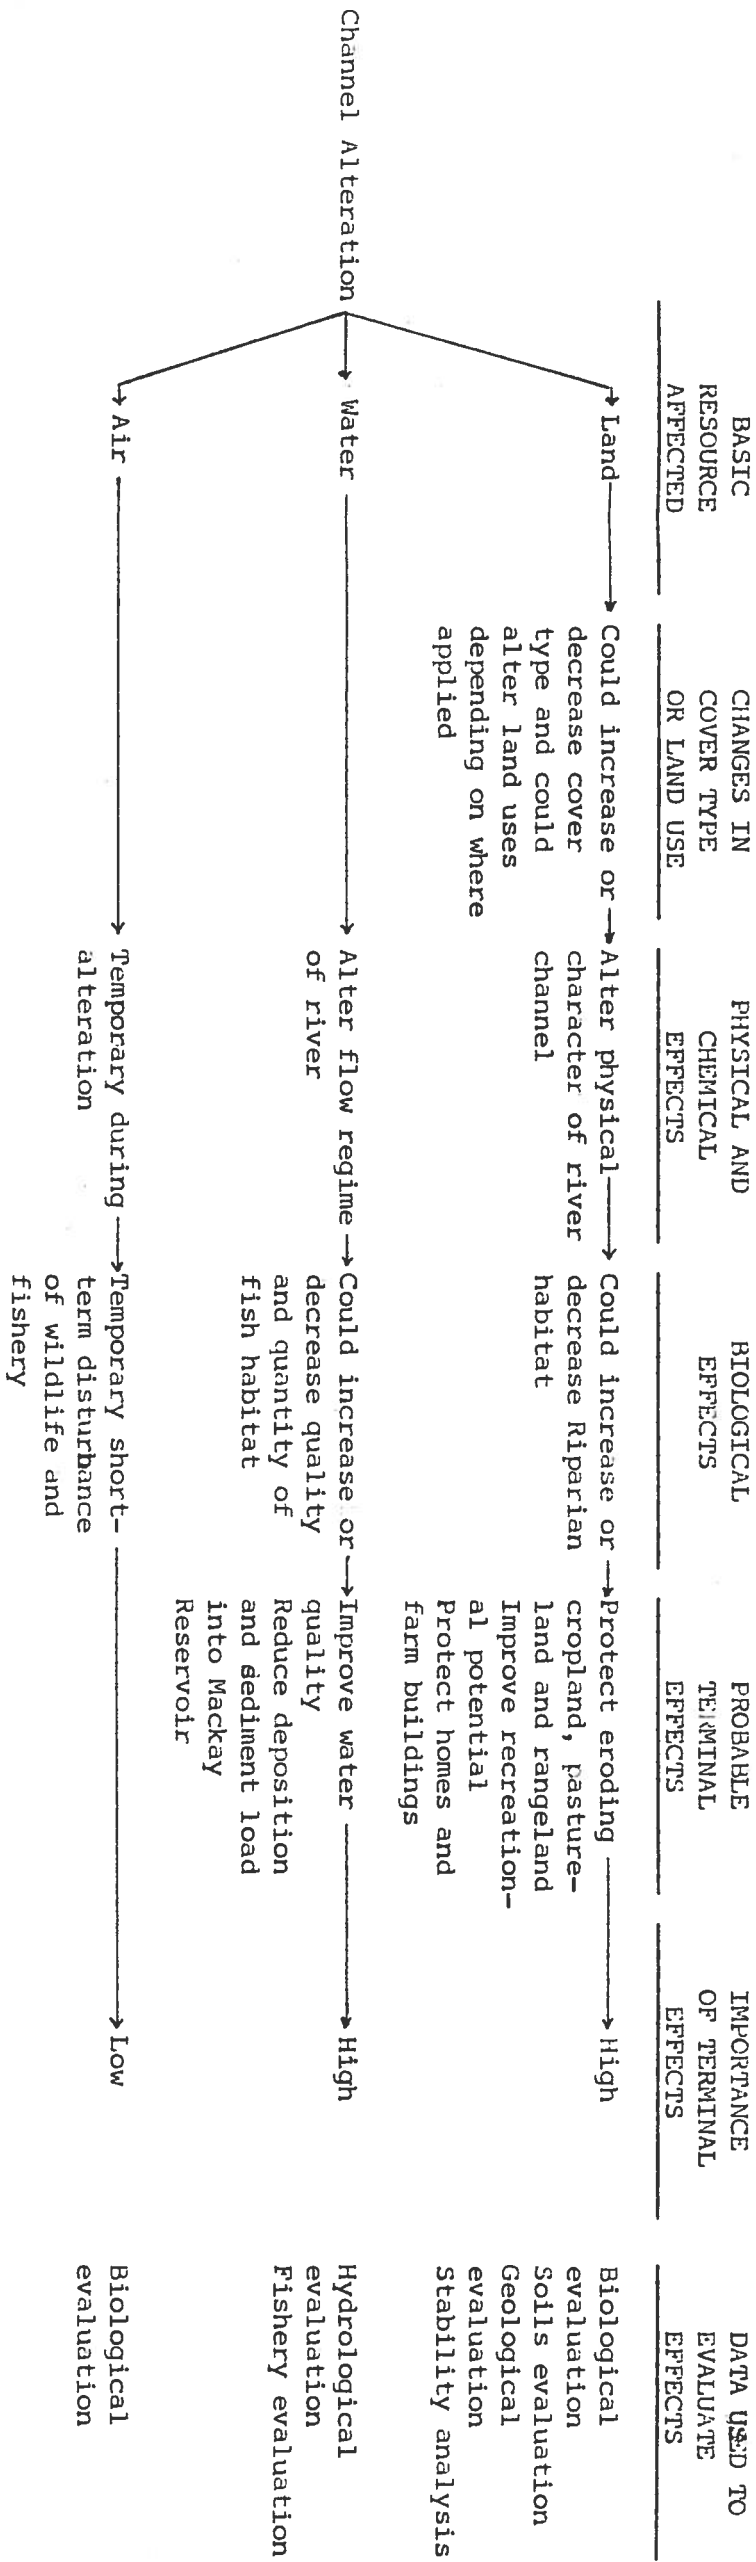 BASIC
RESOURCE
AFFECTED
CHANGES IN
COVER TYPE
OR LAND USE
PHYSICAL AND
CHEMICAL
EFFECTS
BIOLOGICAL
EFFECTS
PROBABLE
TERMINAL
EFFECTS
IMPORTANCE
OF TERMINAL
EFFECTS
DATA USED TO
EVALUATE
EFFECTS
Channel Alteration
Land
Could increase or
decrease cover
type and could
alter land uses
depending on where
applied
Alter physical
character of river
channel
Could increase or
decrease Riparian
habitat
Protect eroding
cropland, pasture-
land and rangeland
Improve recreation-
al potential
Protect homes and
farm buildings
High
Biological
evaluation
Soils evaluation
Geological
evaluation
Stability analysis
Water
Alter flow regime
of river
Could increase or
decrease quality
and quantity of
fish habitat
Improve water
quality
Reduce deposition
and sediment load
into Mackay
Reservoir
High
Hydrological
evaluation
Fishery evaluation
Air
Temporary during
alteration
Temporary short-
term disturbance
of wildlife and
fishery
Low
Biological
evaluation